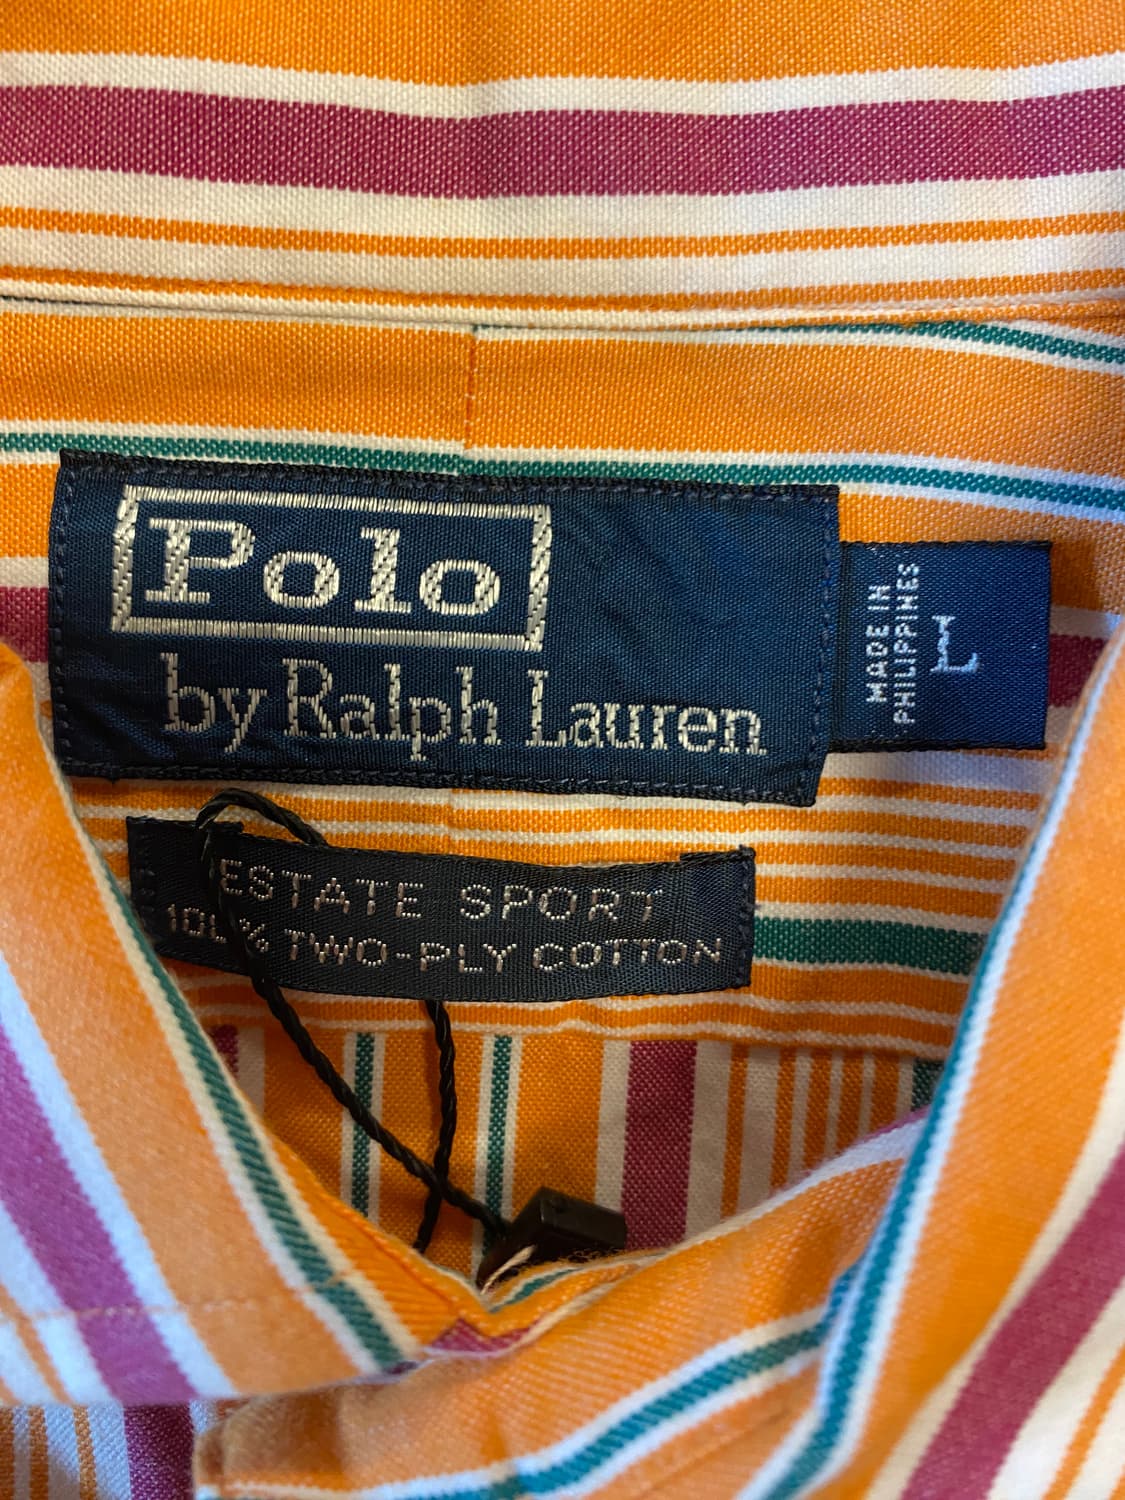 Polo
by Ralph Lauren
MADE IN
PHILIPPINES
L
ESTATE SPORT
100% TWO-PLY COTTON